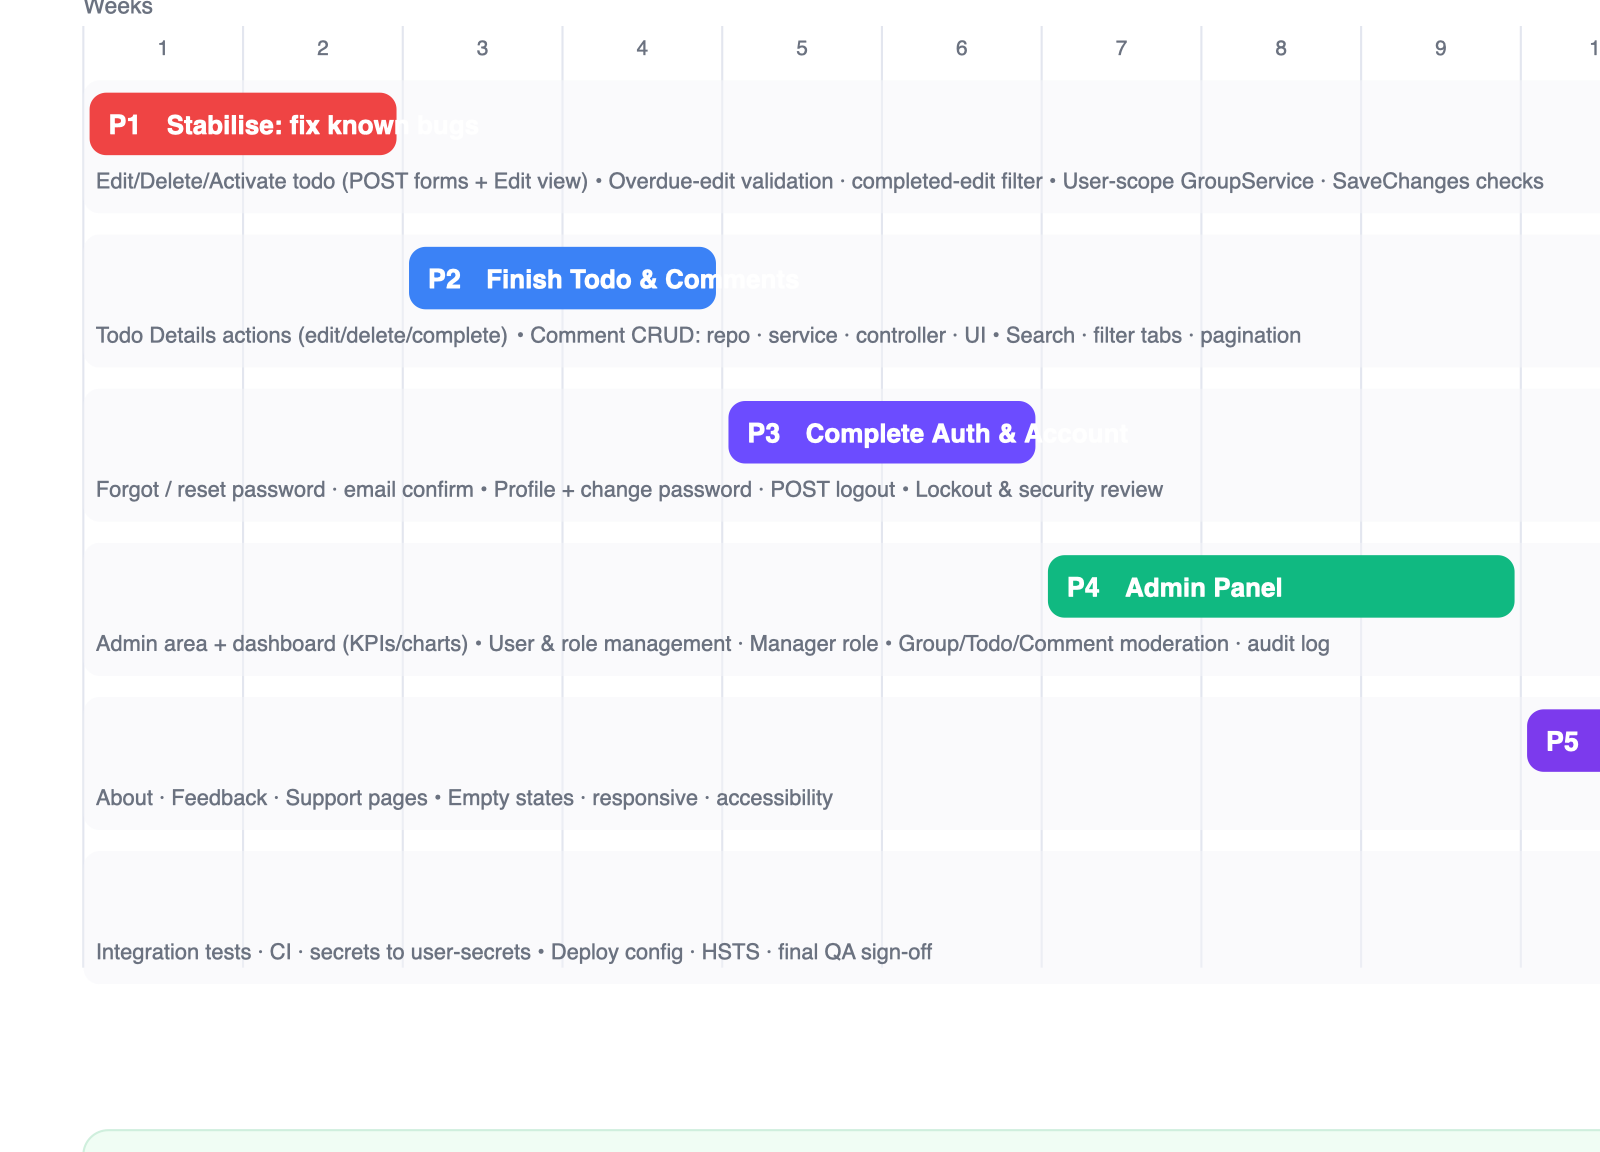 Weeks
1 2 3 4 5 6 7 8 9 1
P1 Stabilise: fix known bugs
Edit/Delete/Activate todo (POST forms + Edit view) • Overdue-edit validation · completed-edit filter • User-scope GroupService · SaveChanges checks
P2 Finish Todo & Comments
Todo Details actions (edit/delete/complete) • Comment CRUD: repo · service · controller · UI • Search · filter tabs · pagination
P3 Complete Auth & Account
Forgot / reset password · email confirm • Profile + change password · POST logout • Lockout & security review
P4 Admin Panel
Admin area + dashboard (KPIs/charts) • User & role management · Manager role • Group/Todo/Comment moderation · audit log
P5
About · Feedback · Support pages • Empty states · responsive · accessibility
Integration tests · CI · secrets to user-secrets • Deploy config · HSTS · final QA sign-off